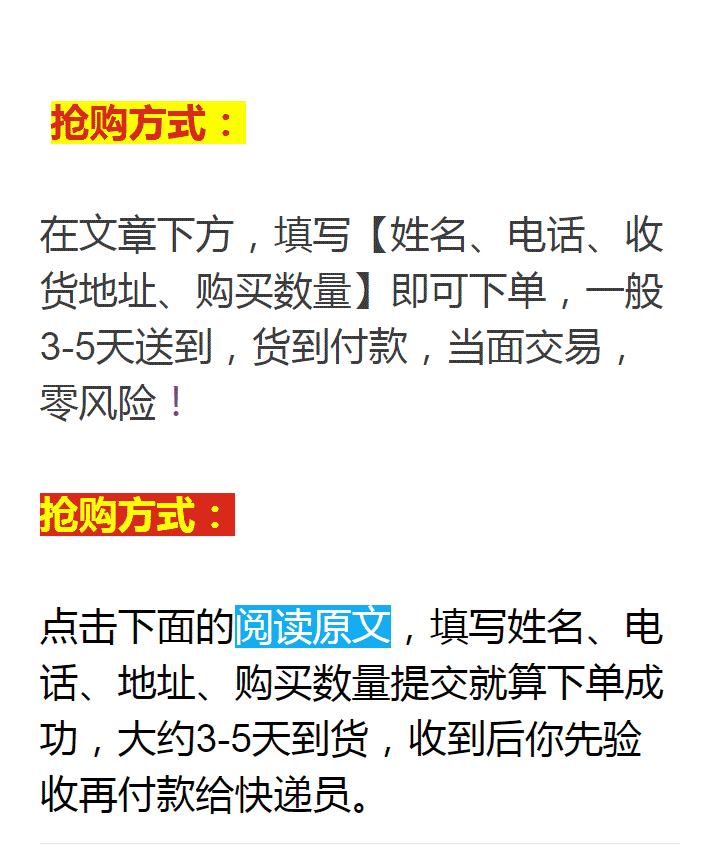 抢购方式：
在文章下方，填写【姓名、电话、收
货地址、购买数量】即可下单，一般
3-5天送到，货到付款，当面交易，
零风险！
抢购方式：
点击下面的阅读原文，填写姓名、电
话、地址、购买数量提交就算下单成
功，大约3-5天到货，收到后你先验
收再付款给快递员。